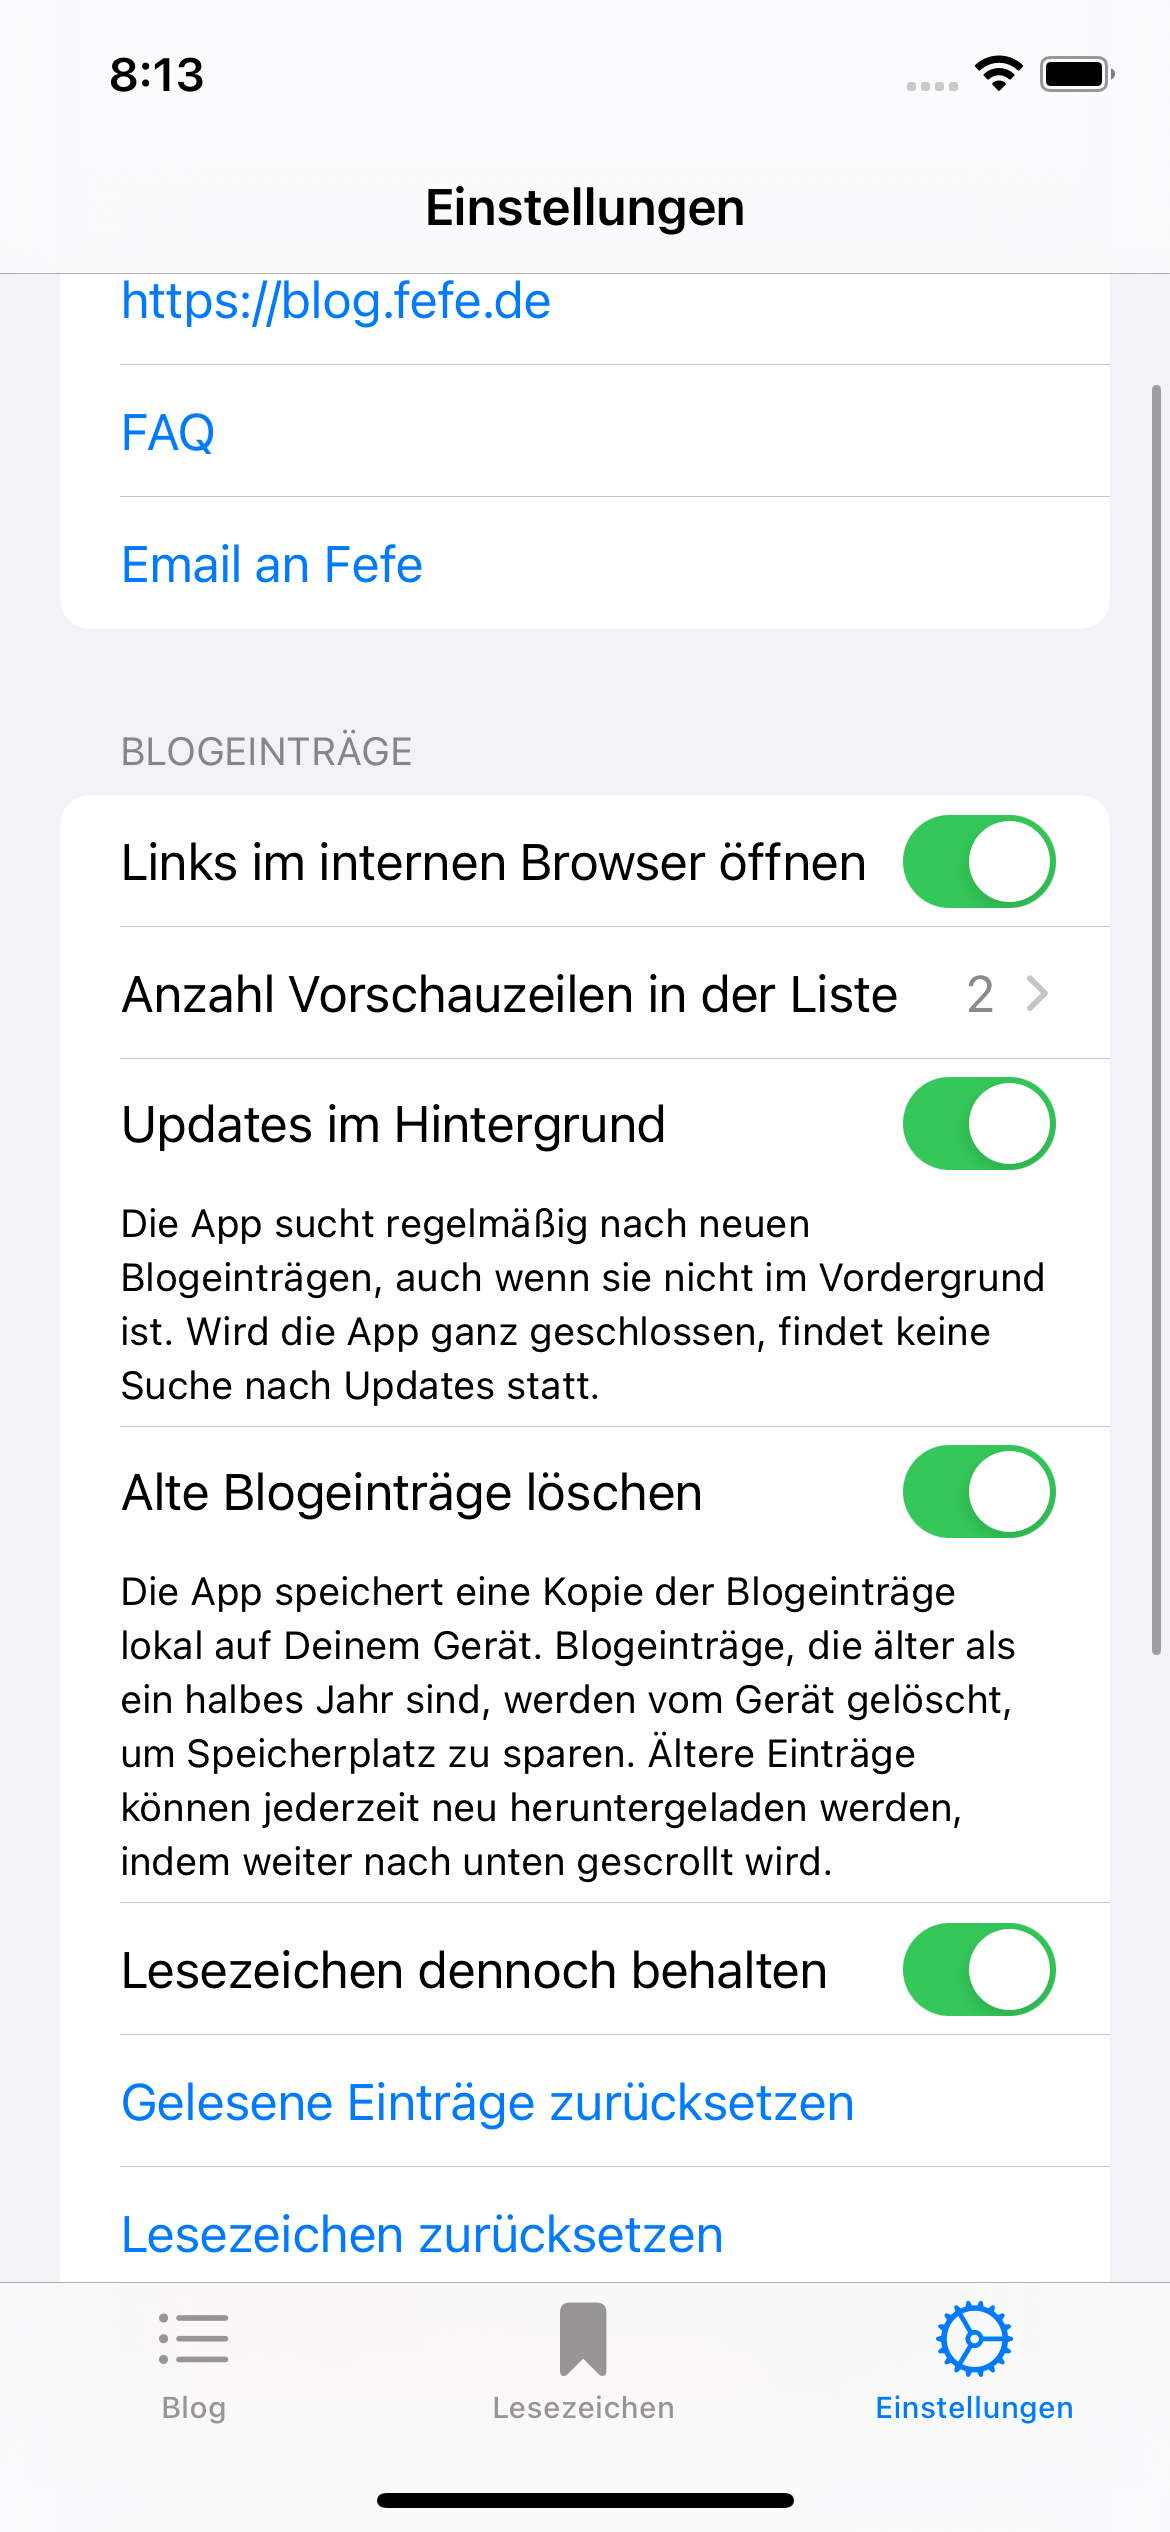 8:13
Einstellungen
https://blog.fefe.de
FAQ
Email an Fefe
BLOGEINTRÄGE
Links im internen Browser öffnen
Anzahl Vorschauzeilen in der Liste 2
Updates im Hintergrund
Die App sucht regelmäßig nach neuen
Blogeinträgen, auch wenn sie nicht im Vordergrund
ist. Wird die App ganz geschlossen, findet keine
Suche nach Updates statt.
Alte Blogeinträge löschen
Die App speichert eine Kopie der Blogeinträge
lokal auf Deinem Gerät. Blogeinträge, die älter als
ein halbes Jahr sind, werden vom Gerät gelöscht,
um Speicherplatz zu sparen. Ältere Einträge
können jederzeit neu heruntergeladen werden,
indem weiter nach unten gescrollt wird.
Lesezeichen dennoch behalten
Gelesene Einträge zurücksetzen
Lesezeichen zurücksetzen
Blog Lesezeichen Einstellungen